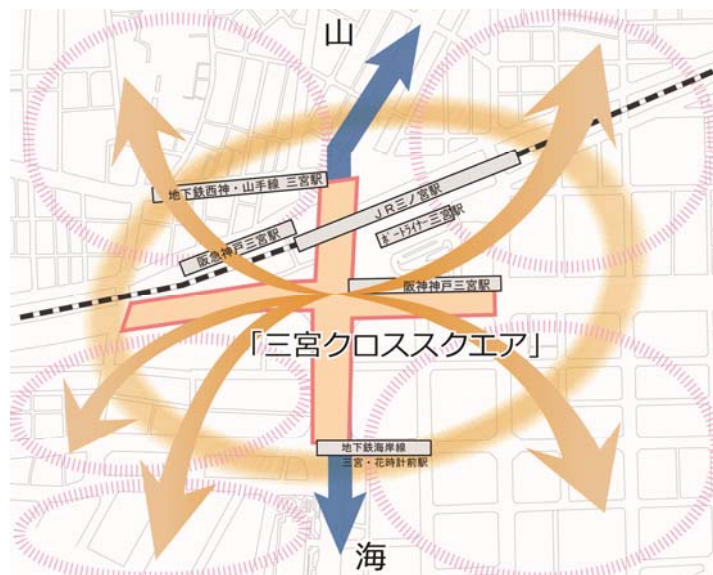 山
地下鉄西神・山手線 三宮駅
JR三ノ宮駅
ポートライナー三宮駅
阪急神戸三宮駅
阪神神戸三宮駅
「三宮クロススクエア」
地下鉄海岸線
三宮・花時計前駅
海